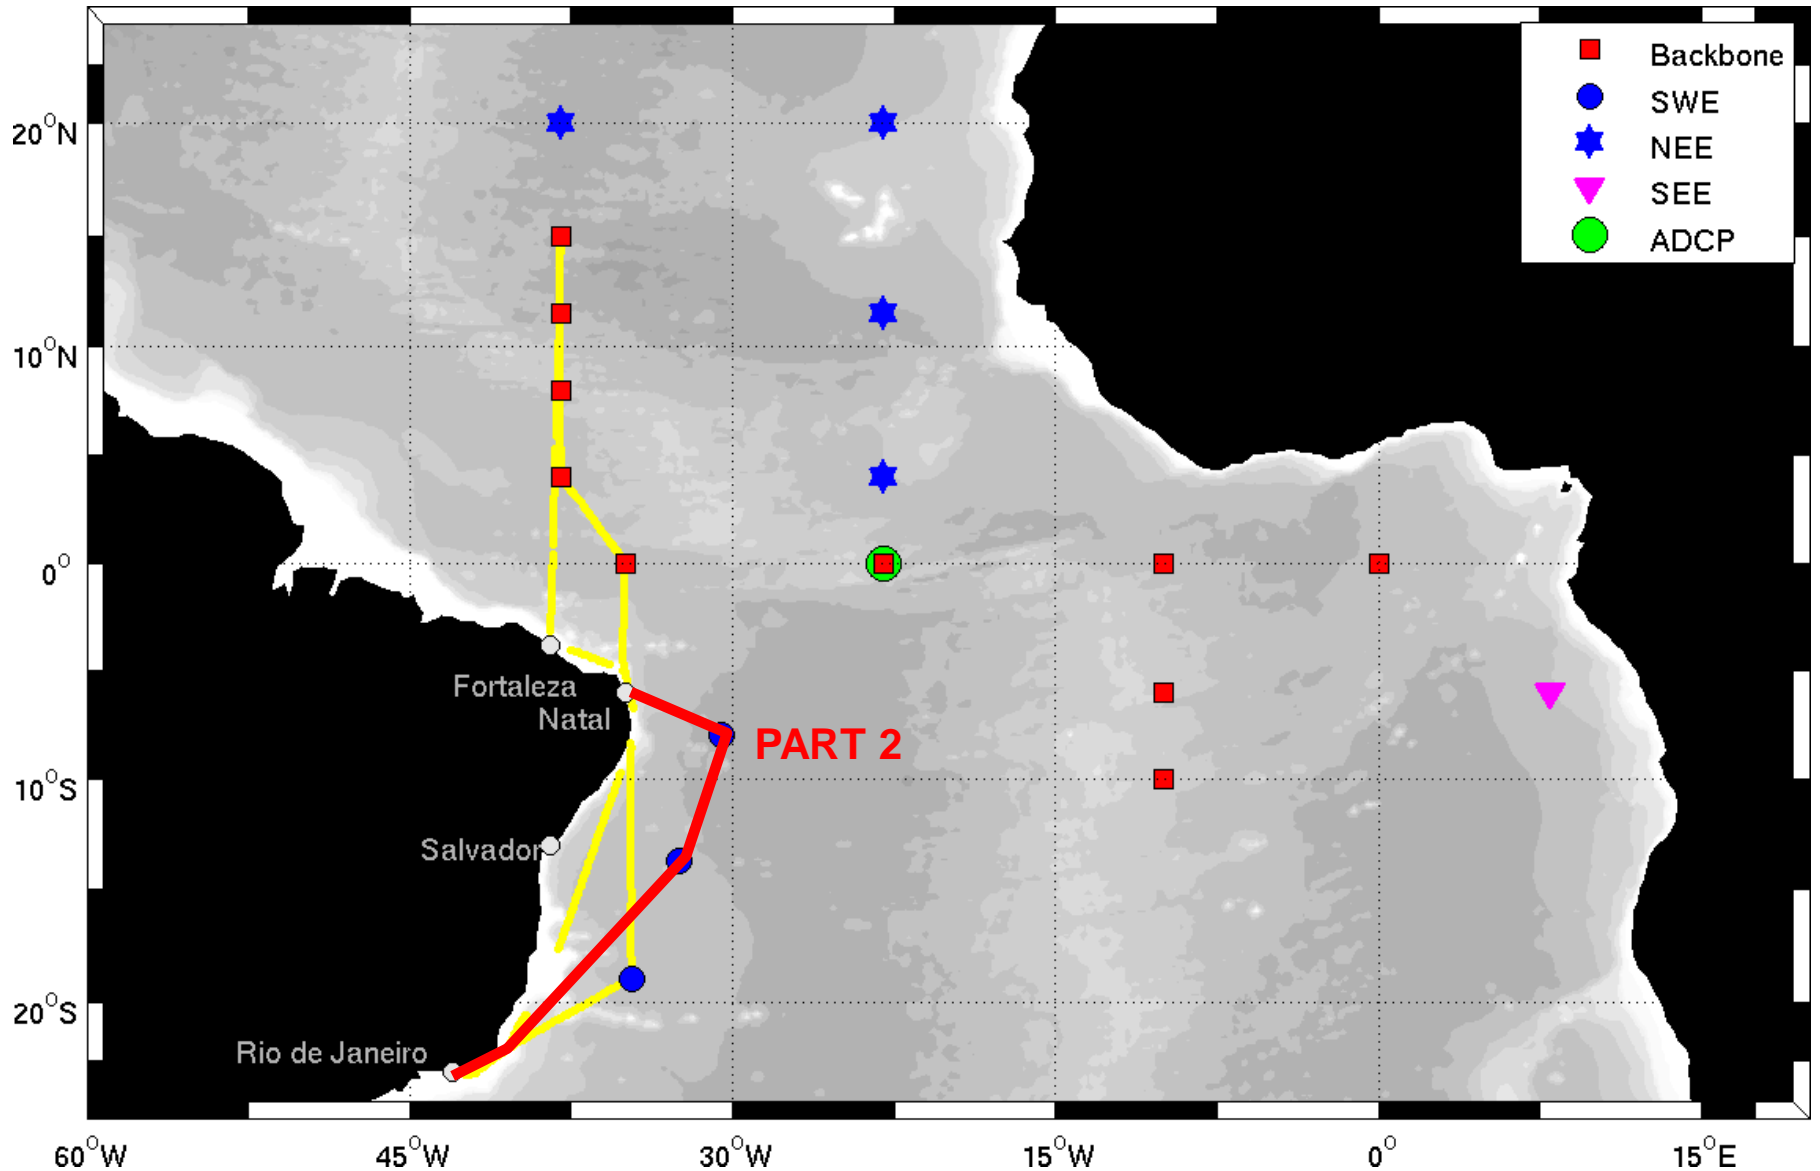 Backbone
SWE
NEE
SEE
ADCP
20°N
10°N
0°
10°S
20°S
Fortaleza
Natal
PART 2
Salvador
Rio de Janeiro
60°W 45°W 30°W 15°W 0° 15°E